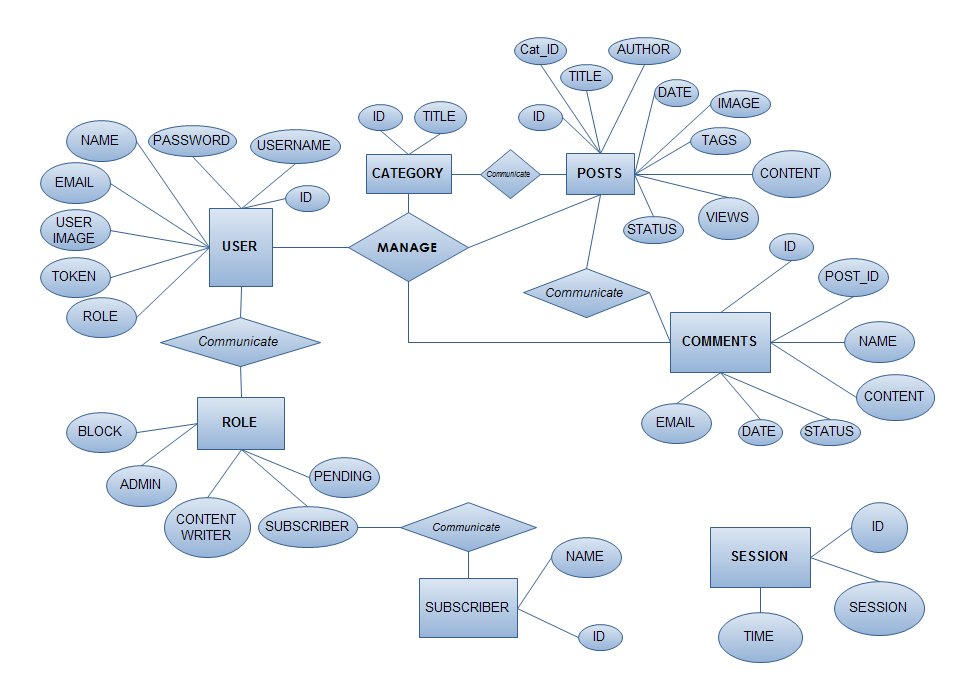 Cat_ID
AUTHOR
TITLE
DATE
IMAGE
ID
TITLE
ID
TAGS
NAME
PASSWORD
USERNAME
CATEGORY
Communicate
POSTS
CONTENT
EMAIL
ID
VIEWS
USER
IMAGE
STATUS
USER
MANAGE
ID
TOKEN
POST_ID
Communicate
ROLE
Communicate
COMMENTS
NAME
CONTENT
EMAIL
DATE
STATUS
BLOCK
ROLE
ADMIN
PENDING
CONTENT
WRITER
SUBSCRIBER
Communicate
ID
SESSION
NAME
SUBSCRIBER
SESSION
ID
TIME